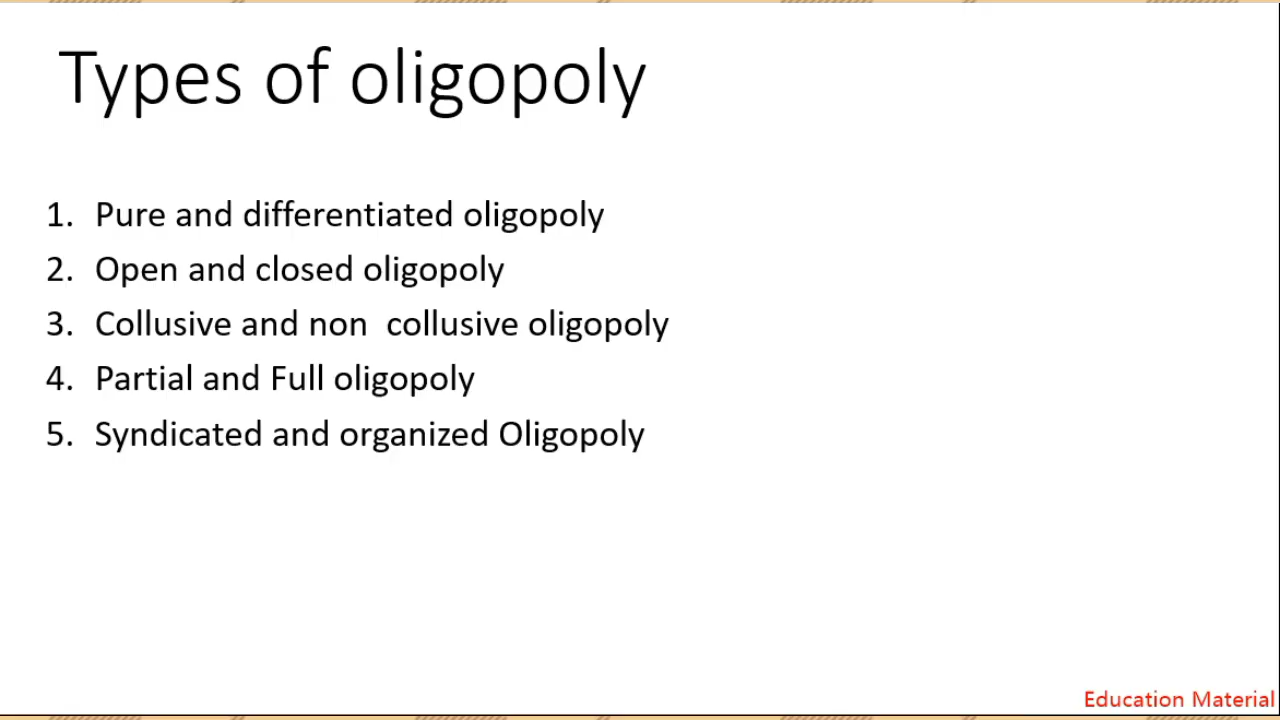 Types of oligopoly
1. Pure and differentiated oligopoly
2. Open and closed oligopoly
3. Collusive and non  collusive oligopoly
4. Partial and Full oligopoly
5. Syndicated and organized Oligopoly
Education Material